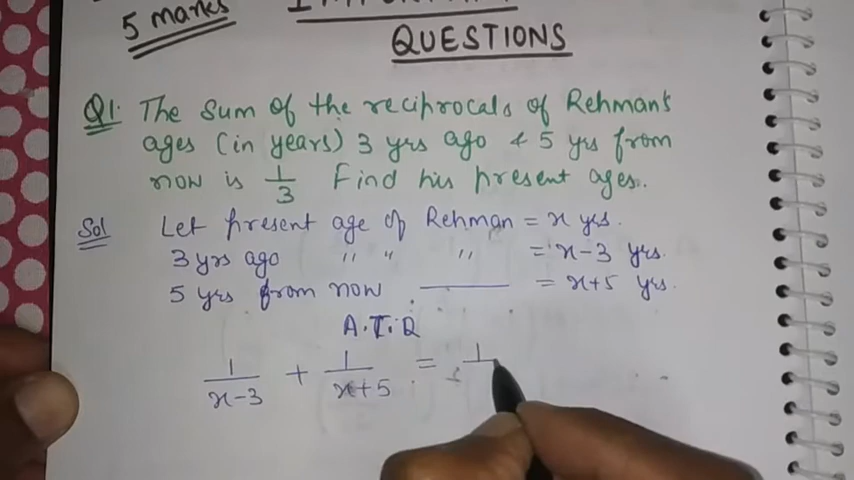 5 marks
QUESTIONS
Q1. The sum of the reciprocals of Rehman's
ages (in years) 3 yrs ago & 5 yrs from
now is 1/3 Find his present ages.
Sol Let present age of Rehman = x yrs.
3 yrs ago " " " = x-3 yrs.
5 yrs from now ——— = x+5 yrs.
A.T.Q
1/x-3 + 1/x+5 = 1